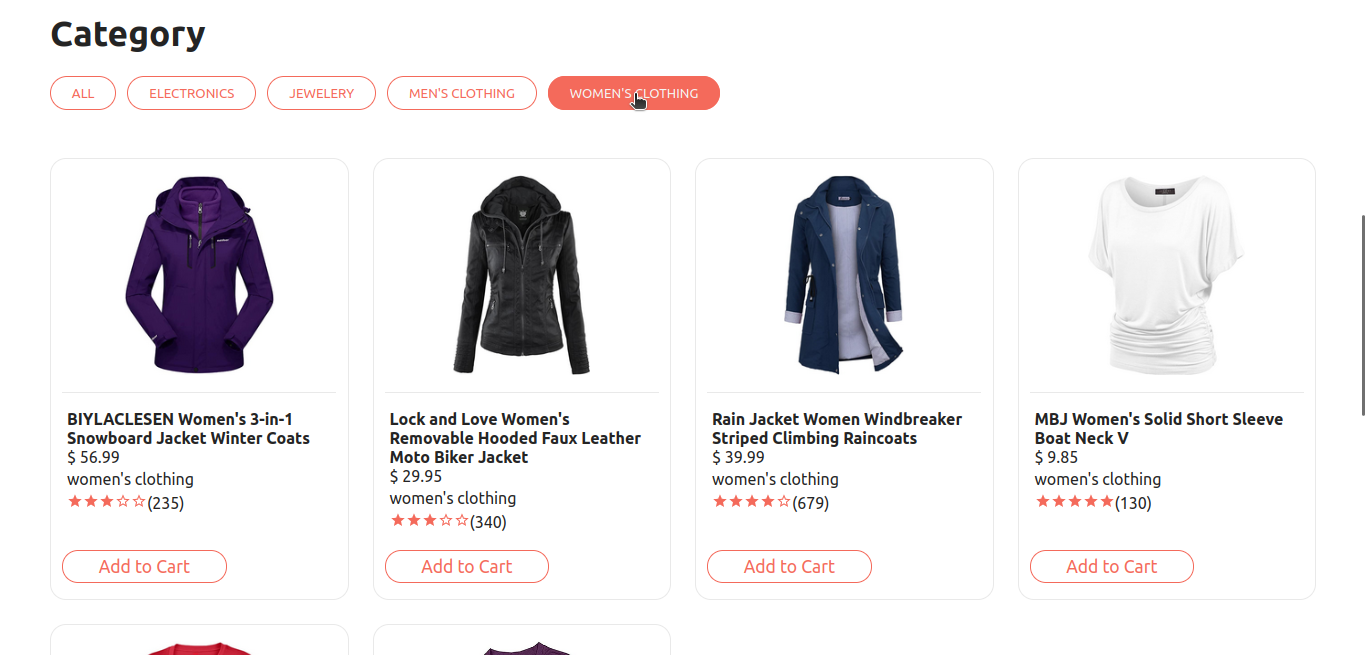 Category
ALL
ELECTRONICS
JEWELERY
MEN'S CLOTHING
WOMEN'S CLOTHING
BIYLACLESEN Women's 3-in-1
Snowboard Jacket Winter Coats
$ 56.99
women's clothing
(235)
Add to Cart
Lock and Love Women's
Removable Hooded Faux Leather
Moto Biker Jacket
$ 29.95
women's clothing
(340)
Add to Cart
Rain Jacket Women Windbreaker
Striped Climbing Raincoats
$ 39.99
women's clothing
(679)
Add to Cart
MBJ Women's Solid Short Sleeve
Boat Neck V
$ 9.85
women's clothing
(130)
Add to Cart